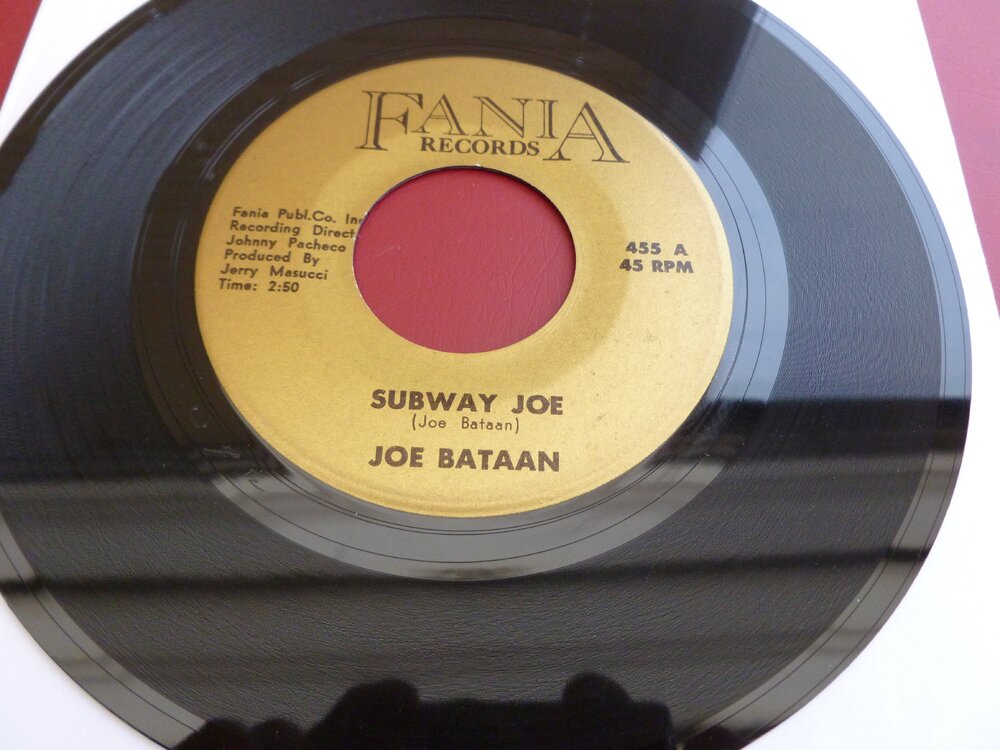 FANIA
RECORDS
Fania Publ.Co. Inc
Recording Direct
Johnny Pacheco
Produced By
Jerry Masucci
Time: 2:50
455 A
45 RPM
SUBWAY JOE
(Joe Bataan)
JOE BATAAN